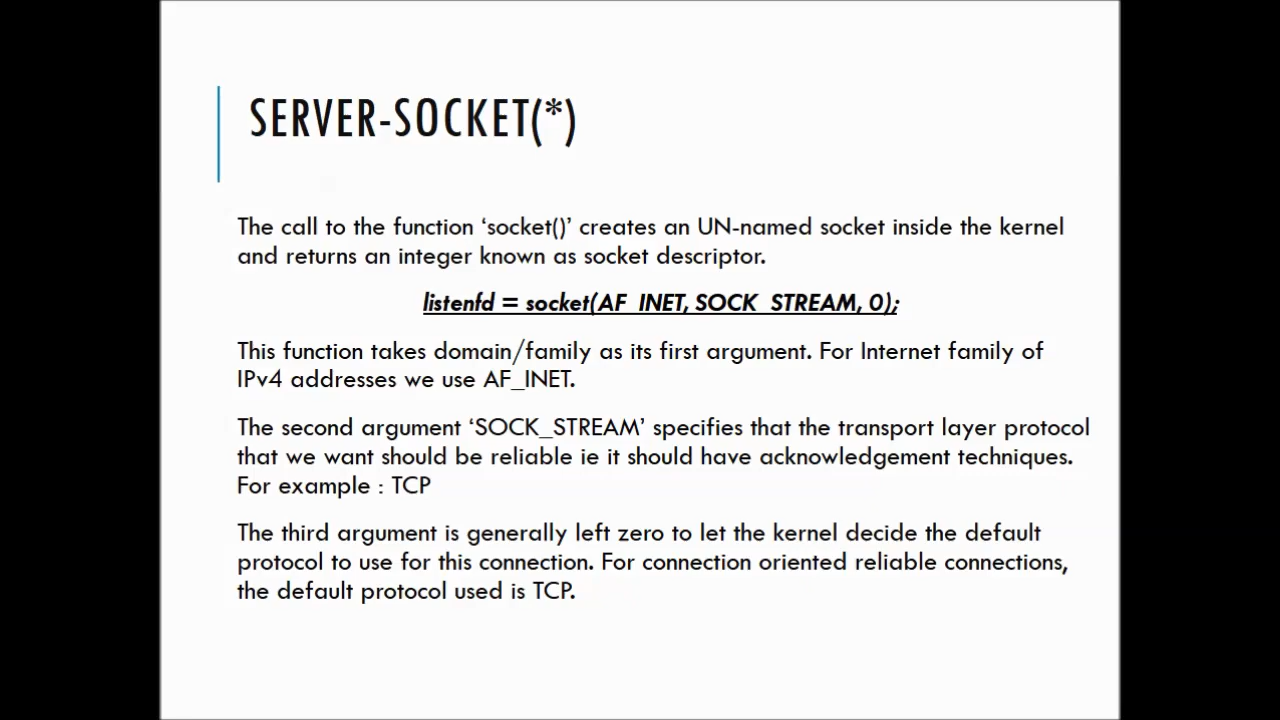 SERVER-SOCKET(*)
The call to the function ‘socket()’ creates an UN-named socket inside the kernel
and returns an integer known as socket descriptor.
listenfd = socket(AF_INET, SOCK_STREAM, 0);
This function takes domain/family as its first argument. For Internet family of
IPv4 addresses we use AF_INET.
The second argument ‘SOCK_STREAM’ specifies that the transport layer protocol
that we want should be reliable ie it should have acknowledgement techniques.
For example : TCP
The third argument is generally left zero to let the kernel decide the default
protocol to use for this connection. For connection oriented reliable connections,
the default protocol used is TCP.